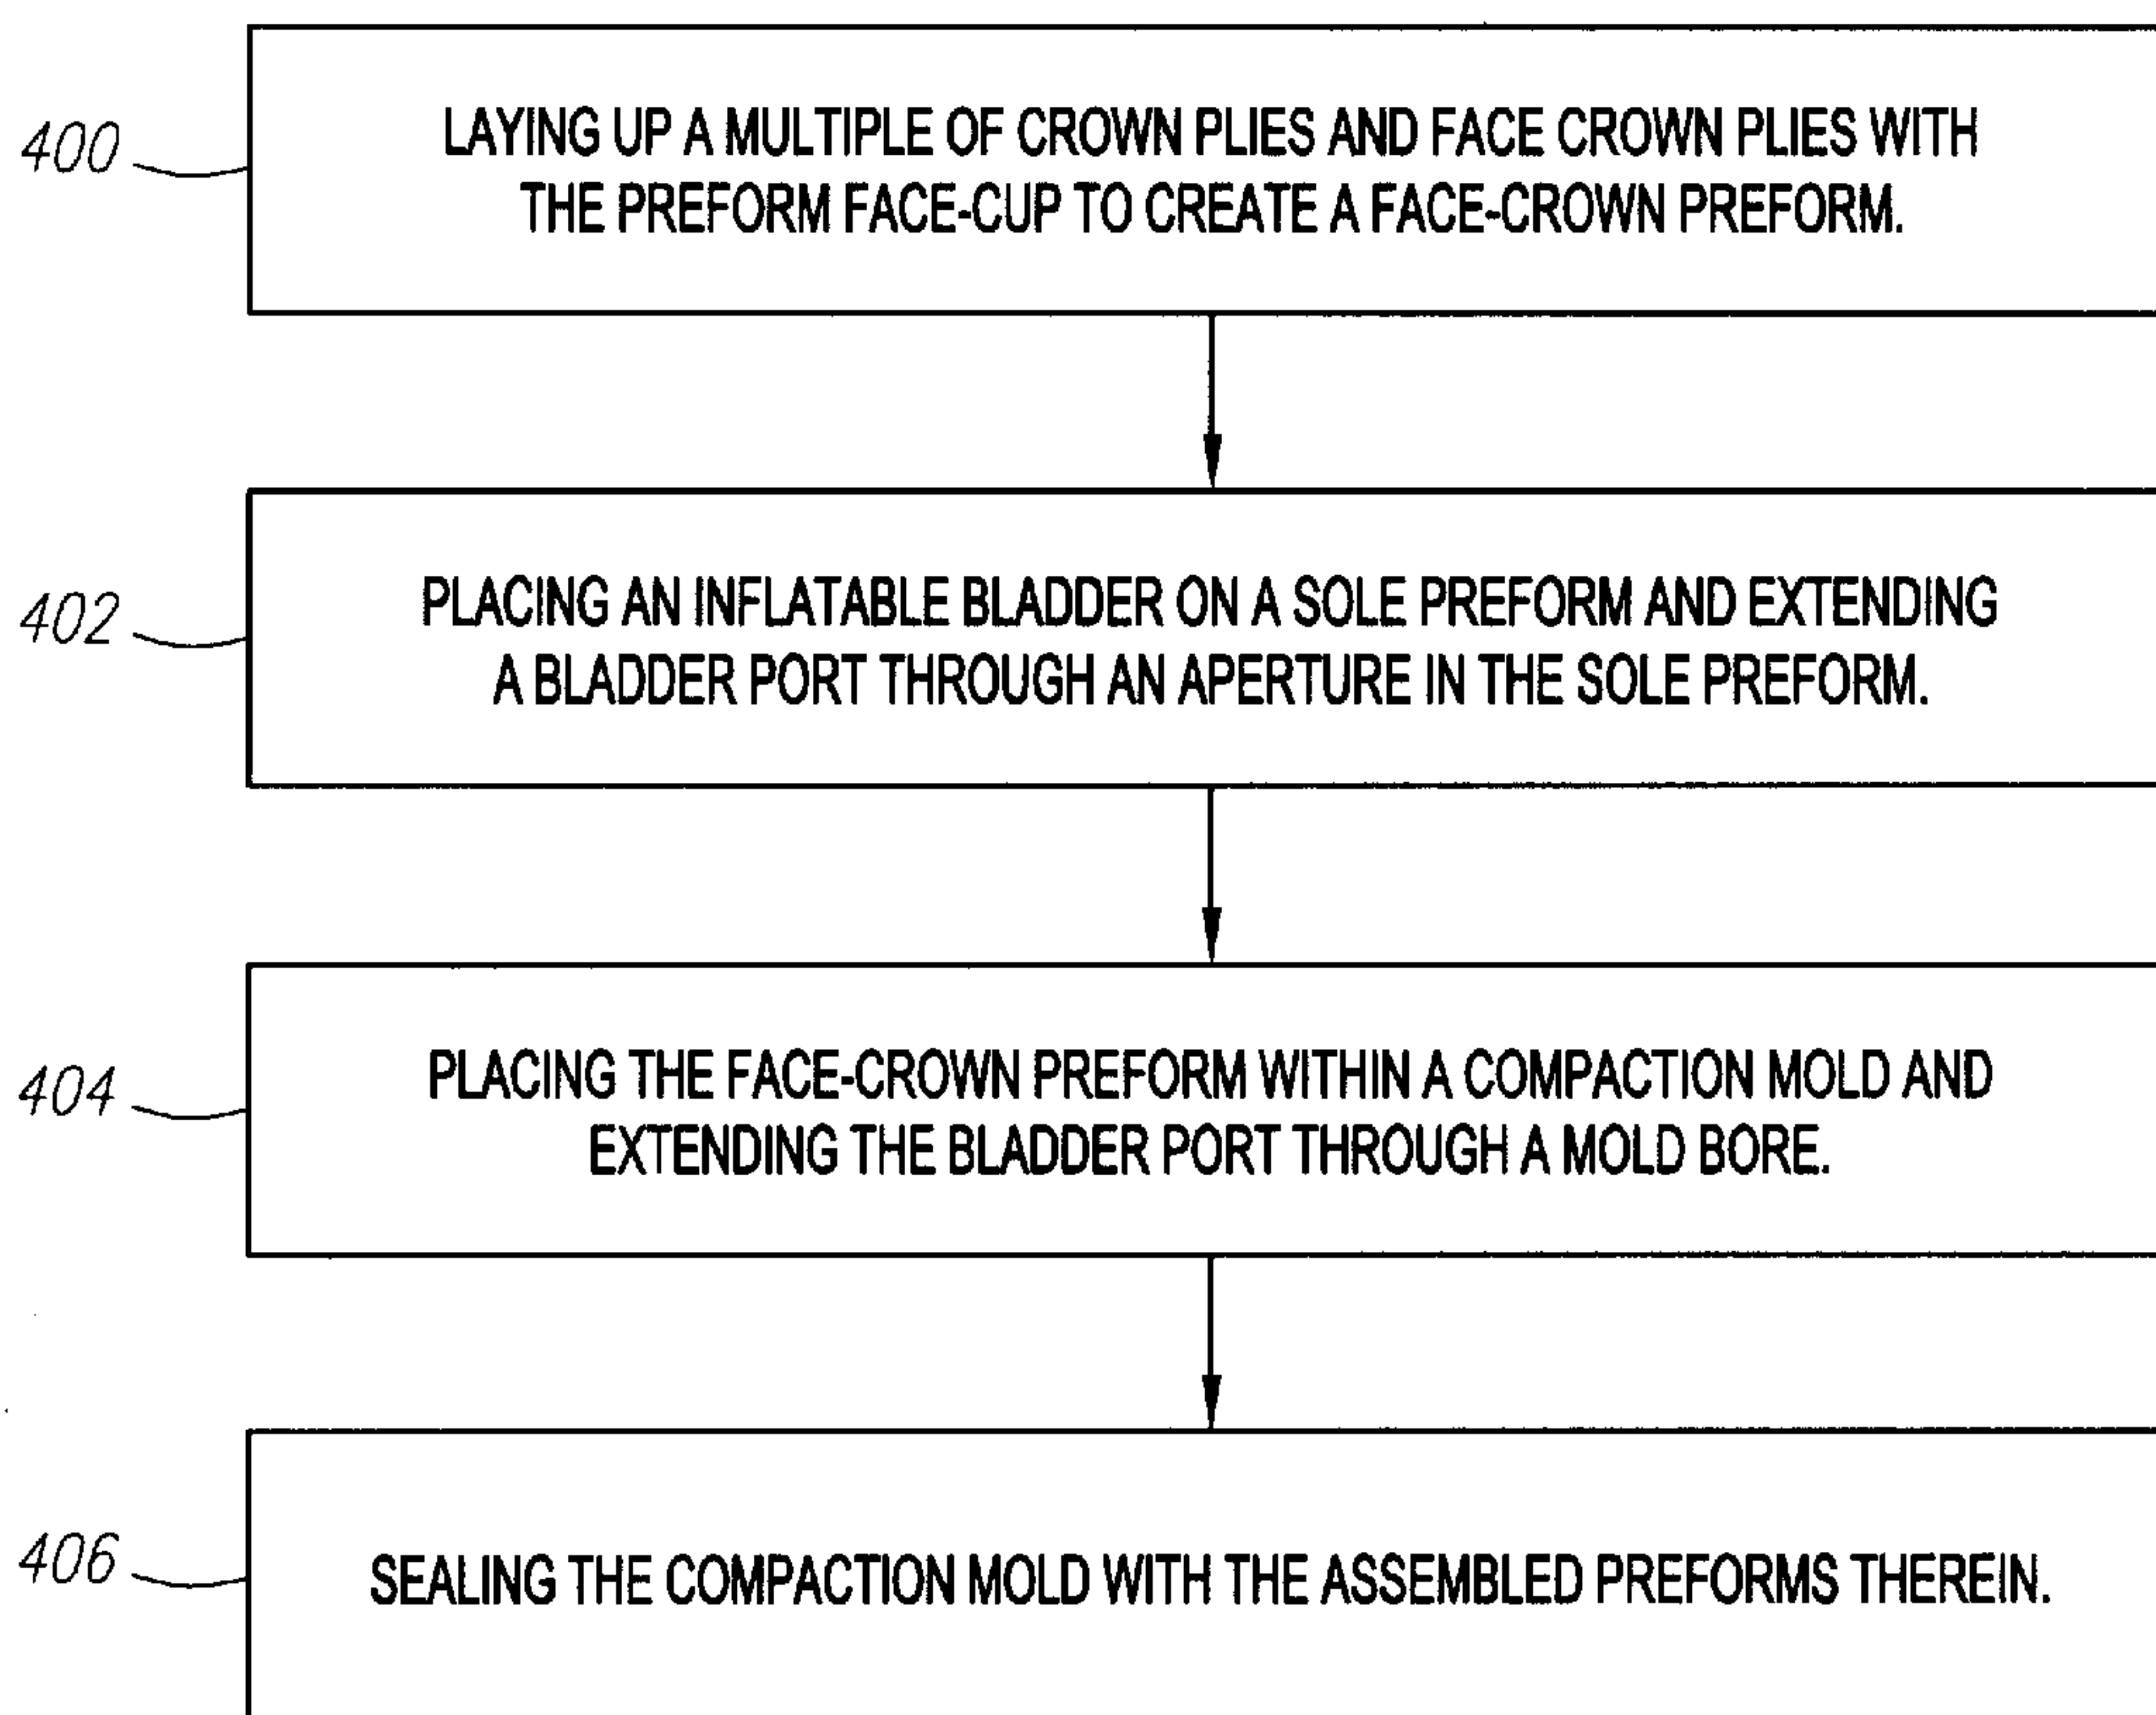 400
LAYING UP A MULTIPLE OF CROWN PLIES AND FACE CROWN PLIES WITH
THE PREFORM FACE-CUP TO CREATE A FACE-CROWN PREFORM.
402
PLACING AN INFLATABLE BLADDER ON A SOLE PREFORM AND EXTENDING
A BLADDER PORT THROUGH AN APERTURE IN THE SOLE PREFORM.
404
PLACING THE FACE-CROWN PREFORM WITHIN A COMPACTION MOLD AND
EXTENDING THE BLADDER PORT THROUGH A MOLD BORE.
406
SEALING THE COMPACTION MOLD WITH THE ASSEMBLED PREFORMS THEREIN.